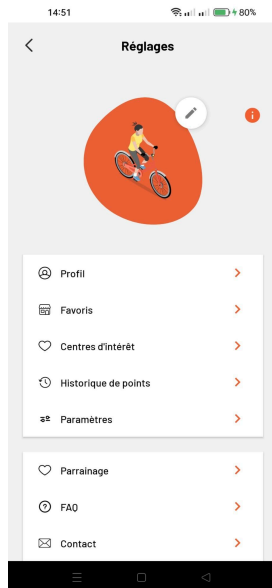 14:51
80%
Réglages
i
Profil
Favoris
Centres d'intérêt
Historique de points
Paramètres
Parrainage
FAQ
Contact